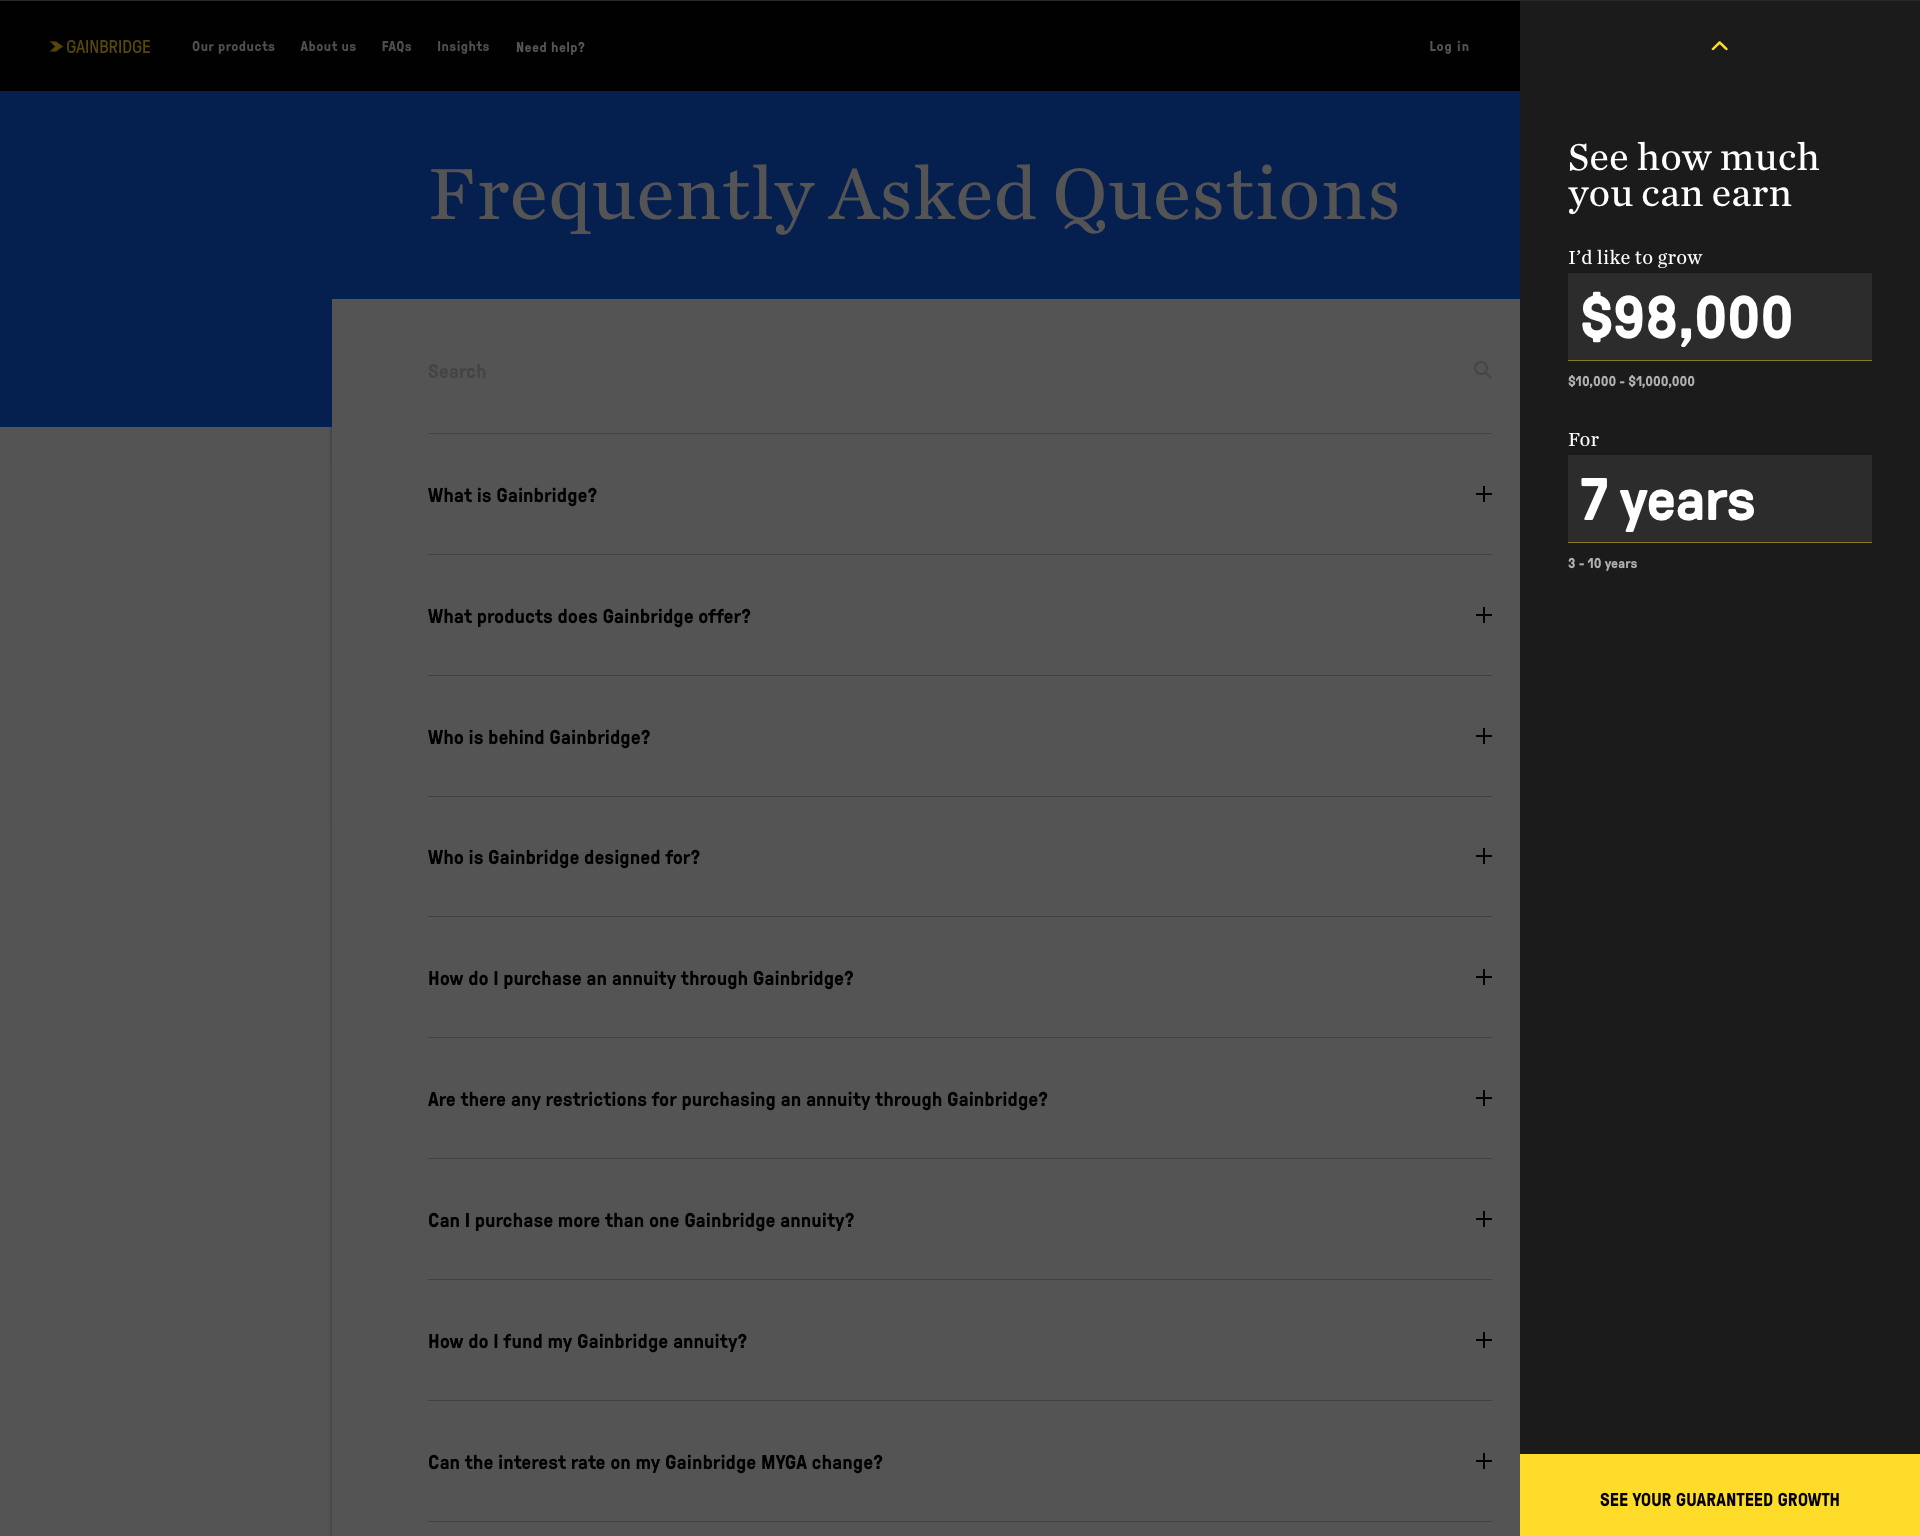 GAINBRIDGE
Our products
About us
FAQs
Insights
Need help?
Log in
Frequently Asked Questions
Search
What is Gainbridge?
What products does Gainbridge offer?
Who is behind Gainbridge?
Who is Gainbridge designed for?
How do I purchase an annuity through Gainbridge?
Are there any restrictions for purchasing an annuity through Gainbridge?
Can I purchase more than one Gainbridge annuity?
How do I fund my Gainbridge annuity?
Can the interest rate on my Gainbridge MYGA change?
See how much
you can earn
I’d like to grow
$98,000
$10,000 - $1,000,000
For
7 years
3 - 10 years
SEE YOUR GUARANTEED GROWTH